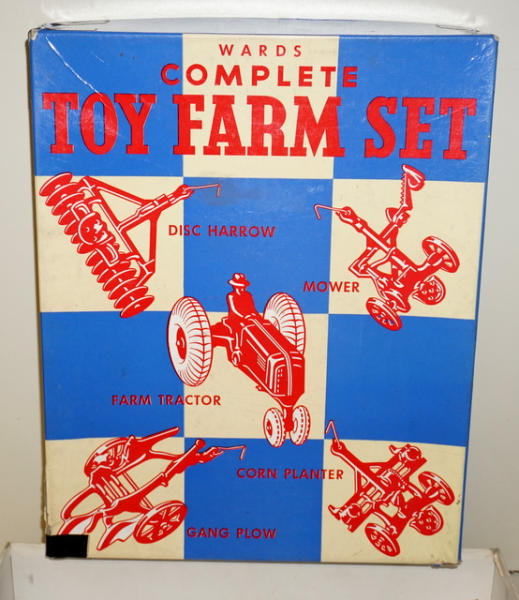 WARDS
COMPLETE
TOY FARM SET
DISC HARROW
MOWER
FARM TRACTOR
CORN PLANTER
GANG PLOW